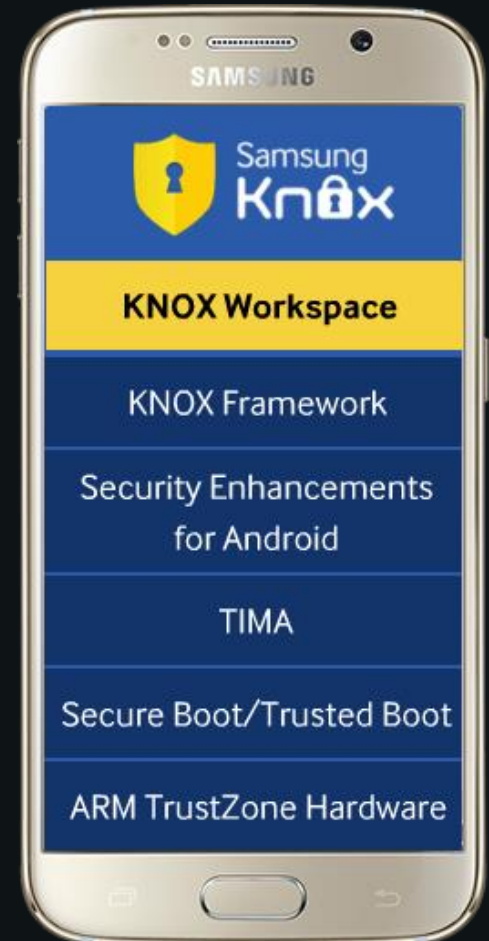 SAMSUNG
Samsung
Knox
KNOX Workspace
KNOX Framework
Security Enhancements
for Android
TIMA
Secure Boot/Trusted Boot
ARM TrustZone Hardware